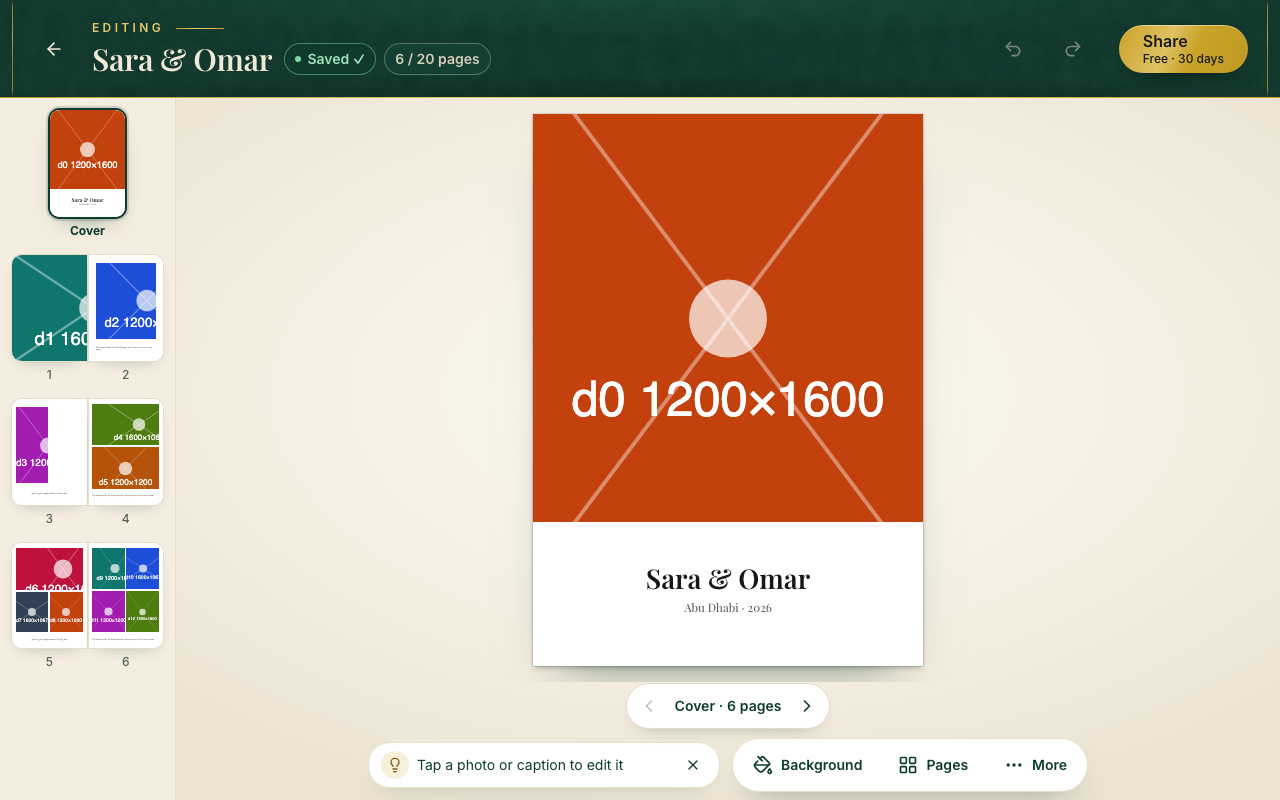 EDITING
Sara & Omar
Saved
6 / 20 pages
Share
Free · 30 days
d0 1200×1600
Sara & Omar
Cover
d1 160
d2 1200×
1
2
d3 120
d4 1600×106
d5 1200×1200
3
4
d6 1200×1
d7 1600×1067
d8 1200×1200
d9 1200×16
d10 1600×1067
d11 1200×1200
d12 1200×1600
5
6
d0 1200×1600
Sara & Omar
Abu Dhabi · 2026
Cover · 6 pages
Tap a photo or caption to edit it
Background
Pages
More